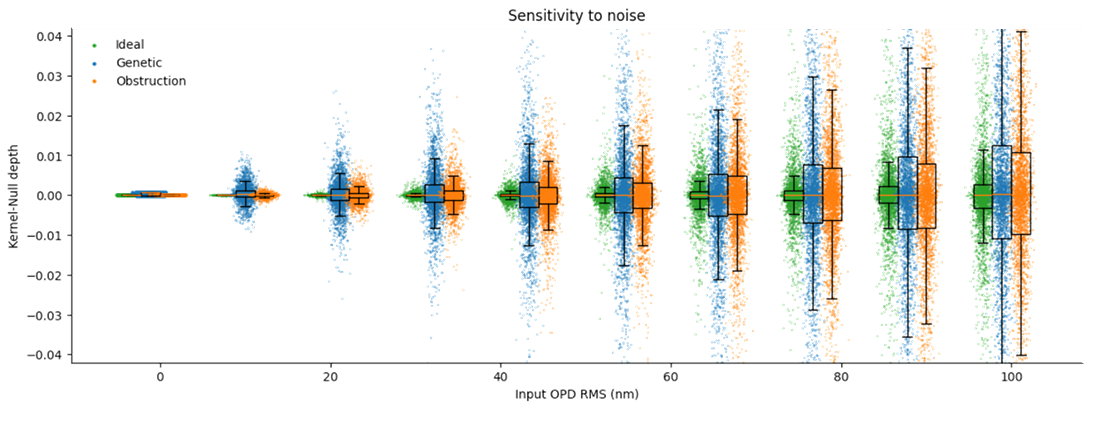 Sensitivity to noise
0.04
0.03
0.02
0.01
0.00
−0.01
−0.02
−0.03
−0.04
Kernel-Null depth
Ideal
Genetic
Obstruction
0 20 40 60 80 100
Input OPD RMS (nm)